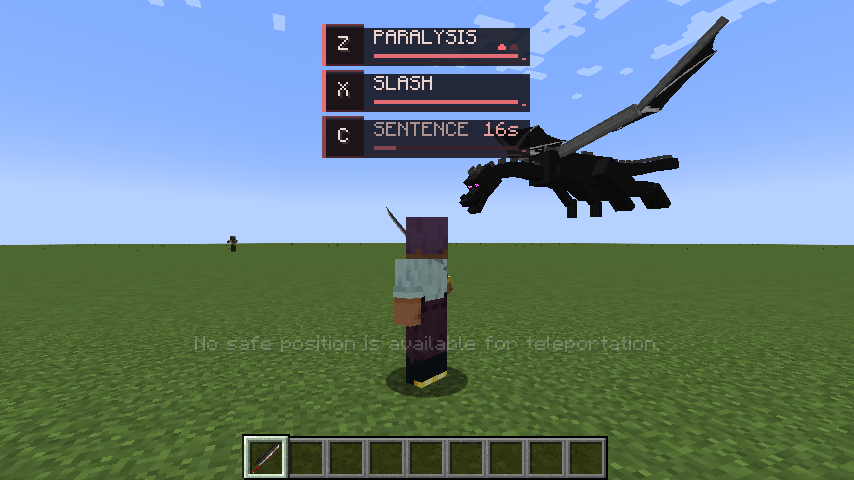 Z PARALYSIS
X SLASH
C SENTENCE 16s
No safe position is available for teleportation.